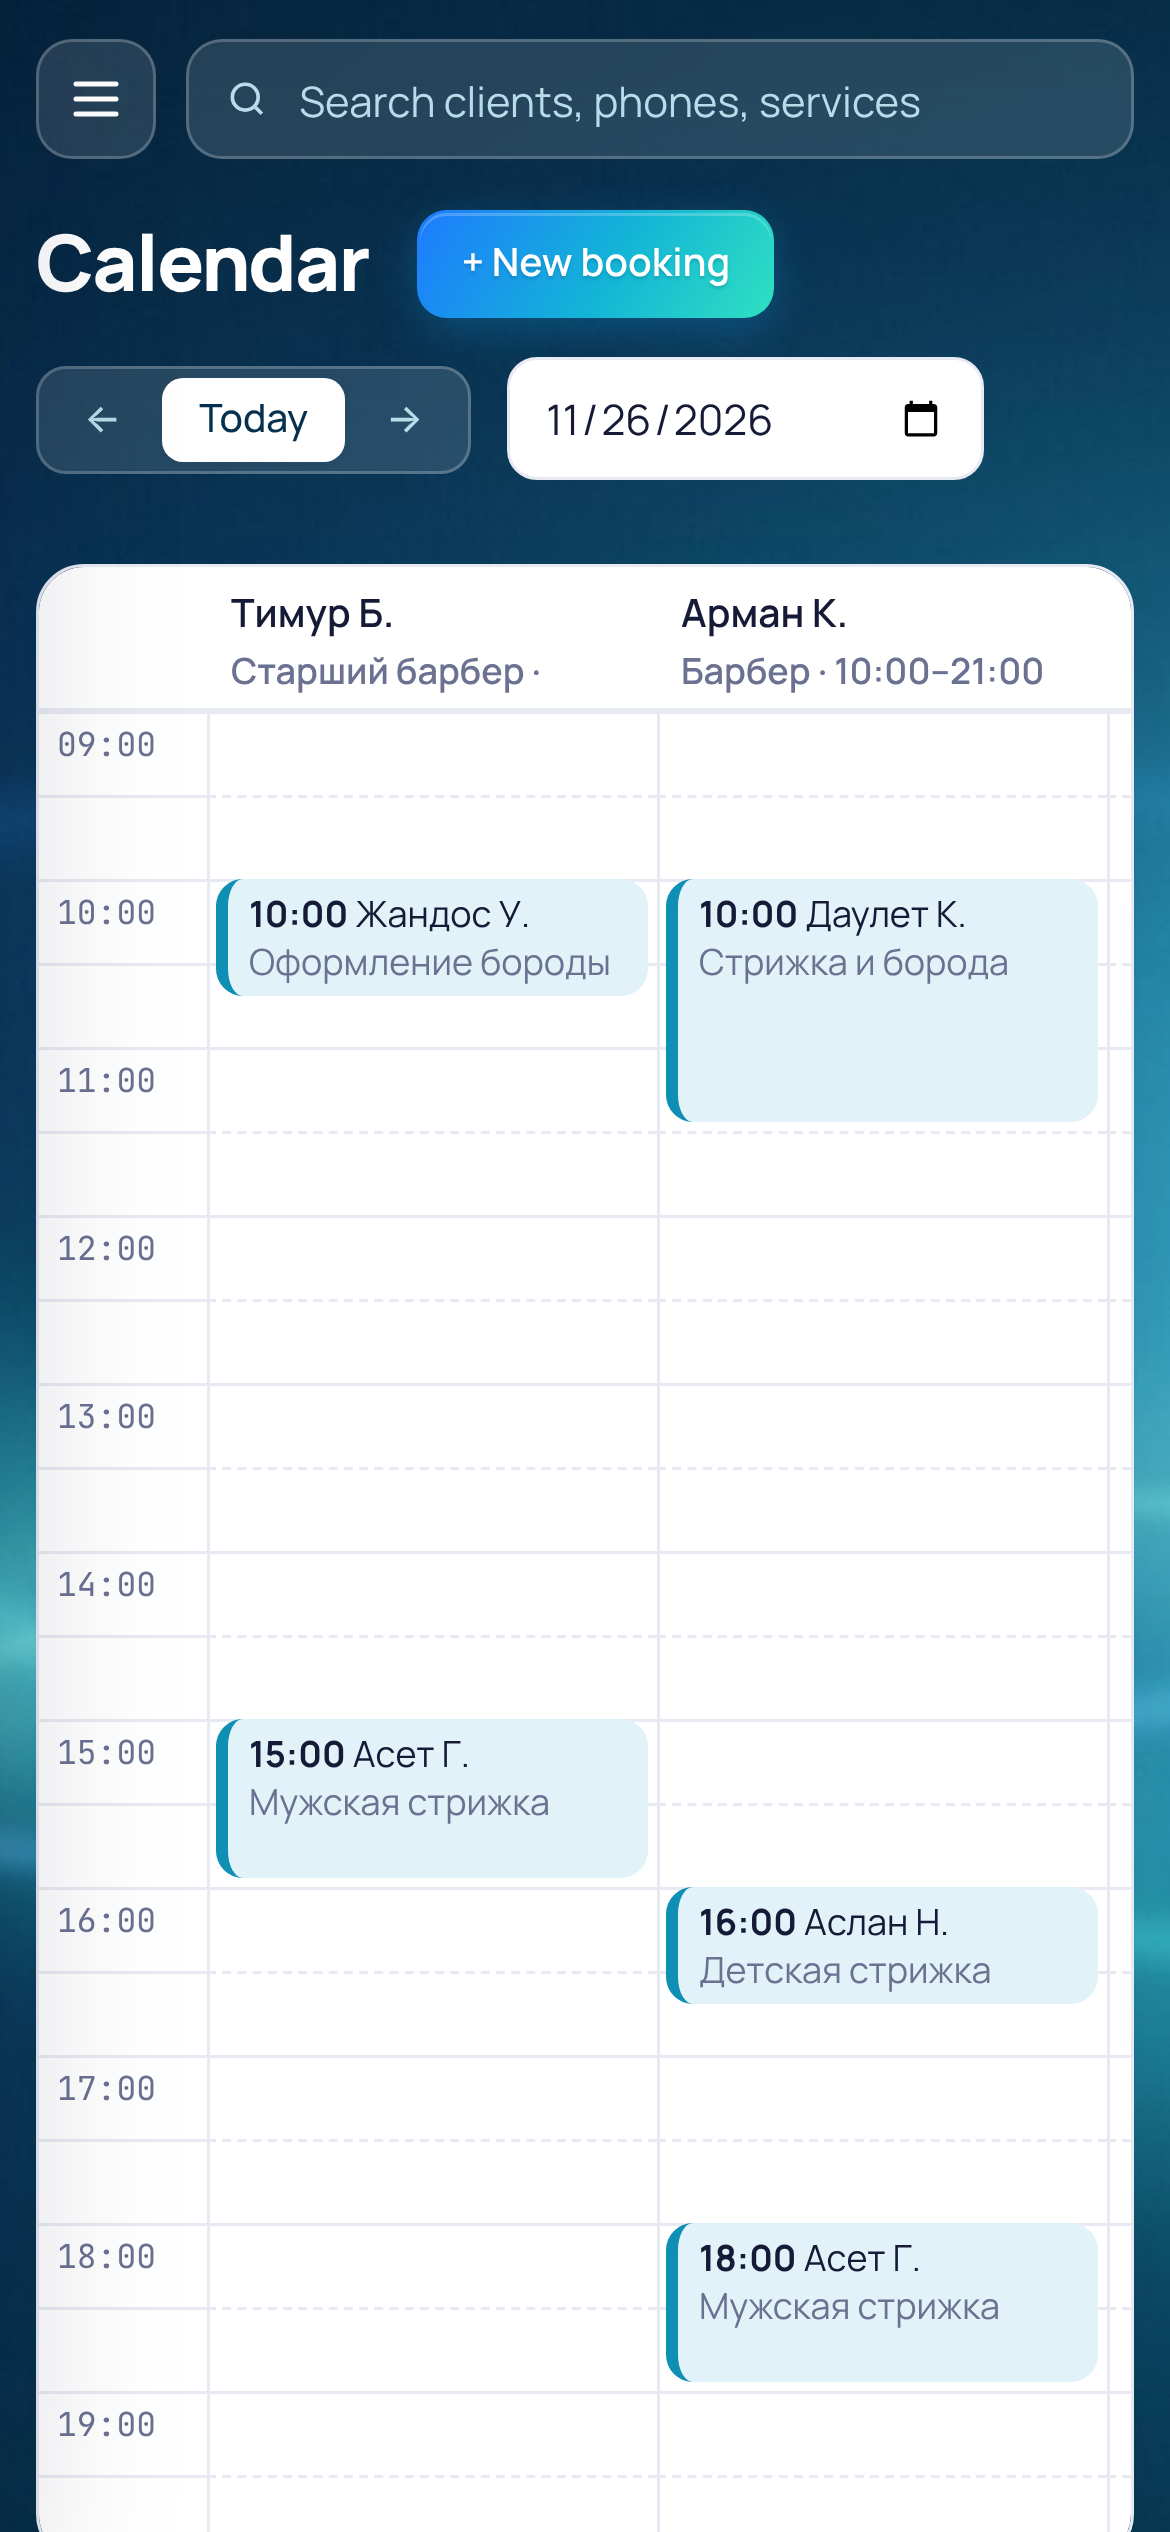 Search clients, phones, services
Calendar
+ New booking
← Today →
11/26/2026
Тимур Б.
Старший барбер ·
Арман К.
Барбер · 10:00–21:00
09:00
10:00
10:00 Жандос У.
Оформление бороды
10:00 Даулет К.
Стрижка и борода
11:00
12:00
13:00
14:00
15:00
15:00 Асет Г.
Мужская стрижка
16:00
16:00 Аслан Н.
Детская стрижка
17:00
18:00
18:00 Асет Г.
Мужская стрижка
19:00